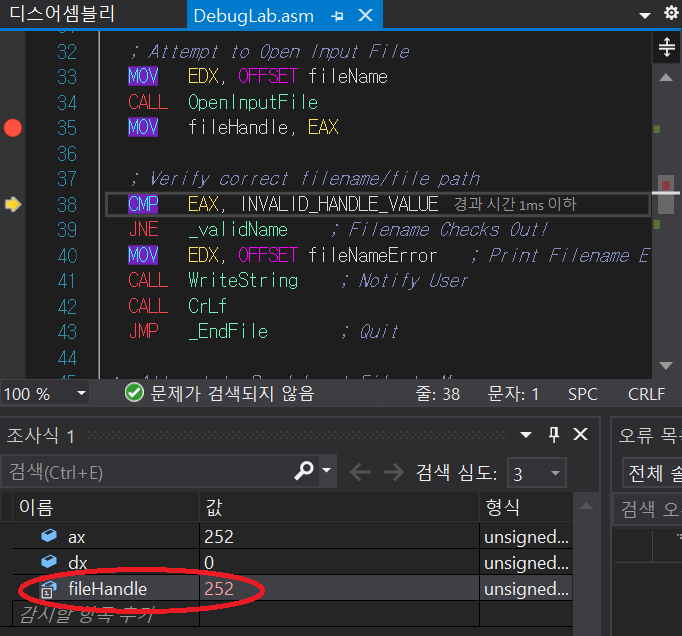 디스어셈블리 DebugLab.asm
32 ; Attempt to Open Input File
33 MOV EDX, OFFSET fileName
34 CALL OpenInputFile
35 MOV fileHandle, EAX
36
37 ; Verify correct filename/file path
38 CMP EAX, INVALID_HANDLE_VALUE 경과 시간 1ms 이하
39 JNE _validName ; Filename Checks Out!
40 MOV EDX, OFFSET fileNameError ; Print Filename E
41 CALL WriteString ; Notify User
42 CALL CrLf
43 JMP _EndFile ; Quit
44
100 % 문제가 검색되지 않음 줄: 38 문자: 1 SPC CRLF
조사식 1 오류 목
검색(Ctrl+E) 검색 심도: 3 전체 솔
이름 값 형식 검색 오
ax 252 unsigned...
dx 0 unsigned...
fileHandle 252 unsigned...
감시할 항목 추가